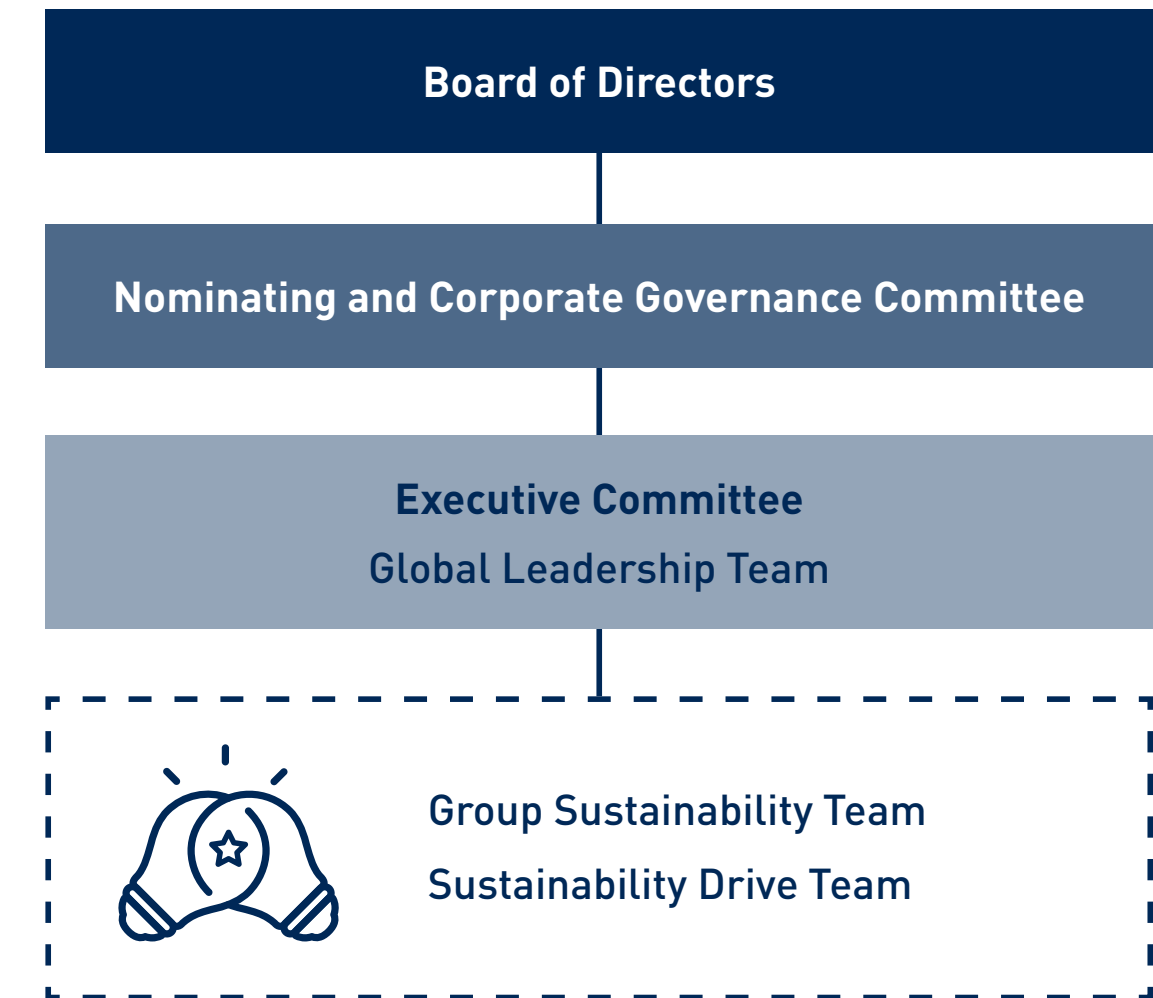 Board of Directors
Nominating and Corporate Governance Committee
Executive Committee
Global Leadership Team
Group Sustainability Team
Sustainability Drive Team